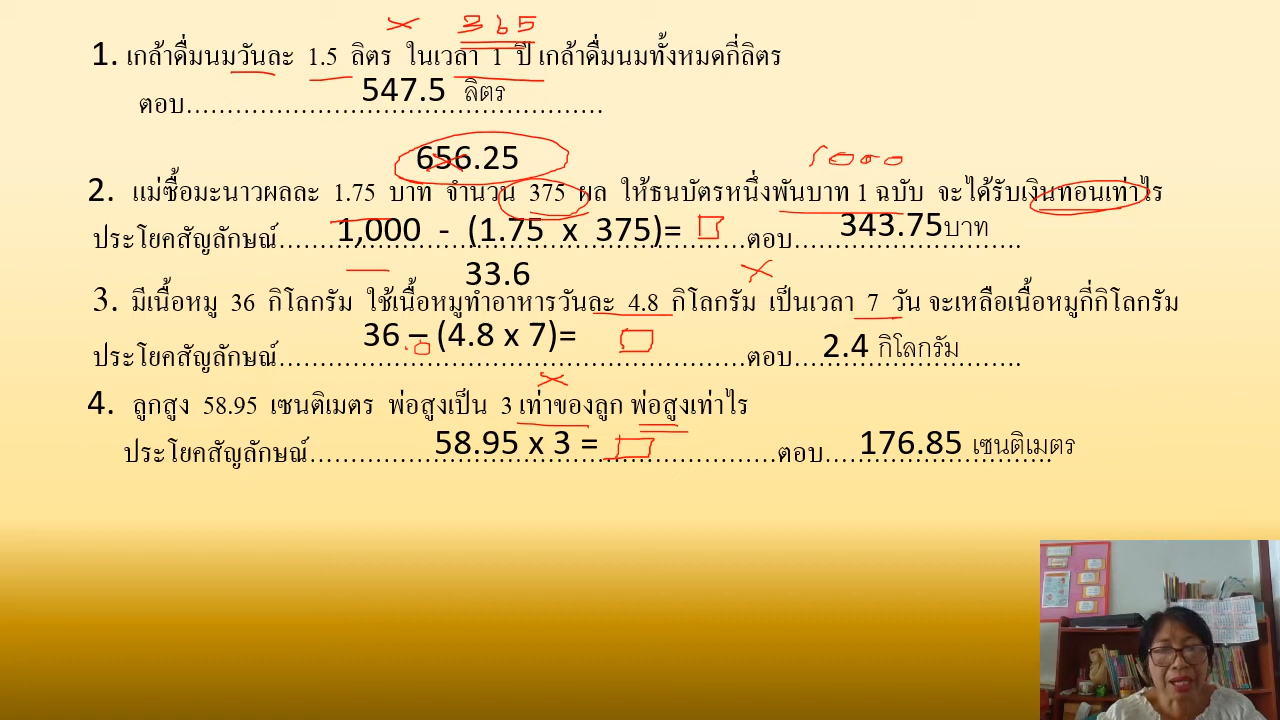 × 365
1. เกล้าดื่มนมวันละ 1.5 ลิตร ในเวลา 1 ปี เกล้าดื่มนมทั้งหมดกี่ลิตร
ตอบ.......547.5 ลิตร.......
656.25 × 1000
2. แม่ซื้อมะนาวผลละ 1.75 บาท จำนวน 375 ผล ให้ธนบัตรหนึ่งพันบาท 1 ฉบับ จะได้รับเงินทอนเท่าไร
ประโยคสัญลักษณ์.......1,000 - (1.75 x 375)= □.......ตอบ.......343.75บาท.......
33.6 ×
3. มีเนื้อหมู 36 กิโลกรัม ใช้เนื้อหมูทำอาหารวันละ 4.8 กิโลกรัม เป็นเวลา 7 วัน จะเหลือเนื้อหมูกี่กิโลกรัม
ประโยคสัญลักษณ์.......36 .0 – (4.8 x 7)= □.......ตอบ.......2.4 กิโลกรัม.......
×
4. ลูกสูง 58.95 เซนติเมตร พ่อสูงเป็น 3 เท่าของลูก พ่อสูงเท่าไร
ประโยคสัญลักษณ์.......58.95 x 3 = □.......ตอบ.......176.85 เซนติเมตร.......